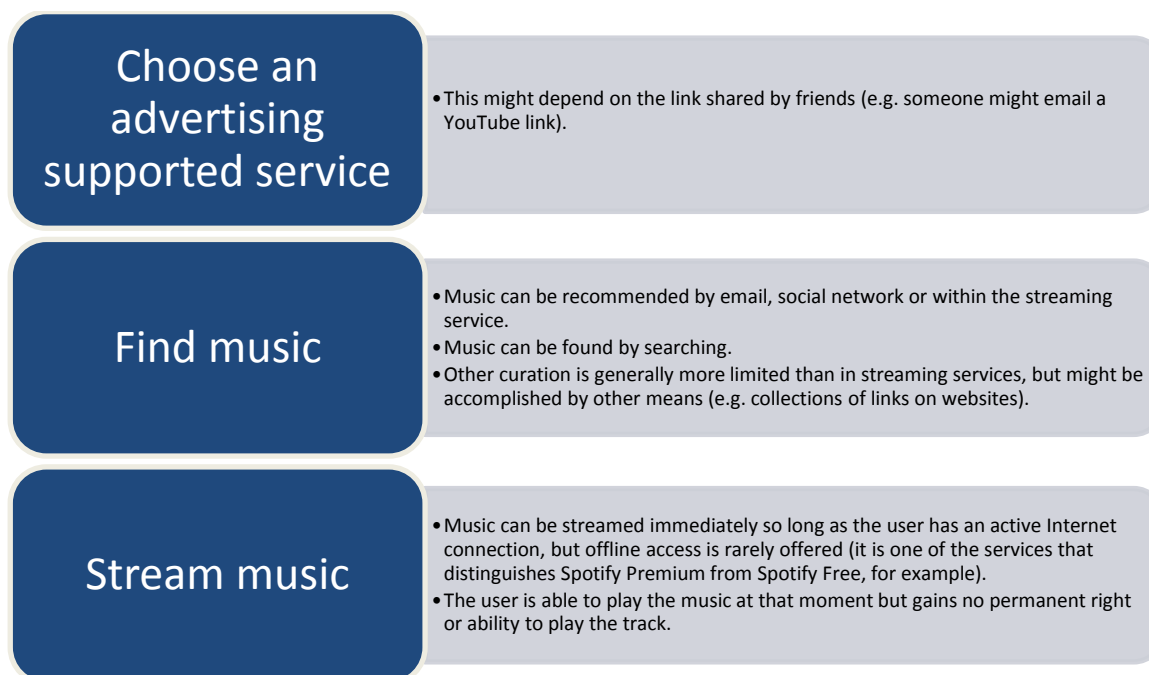 Choose an
advertising
supported service
•This might depend on the link shared by friends (e.g. someone might email a
YouTube link).
Find music
•Music can be recommended by email, social network or within the streaming
service.
•Music can be found by searching.
•Other curation is generally more limited than in streaming services, but might be
accomplished by other means (e.g. collections of links on websites).
Stream music
•Music can be streamed immediately so long as the user has an active Internet
connection, but offline access is rarely offered (it is one of the services that
distinguishes Spotify Premium from Spotify Free, for example).
•The user is able to play the music at that moment but gains no permanent right
or ability to play the track.